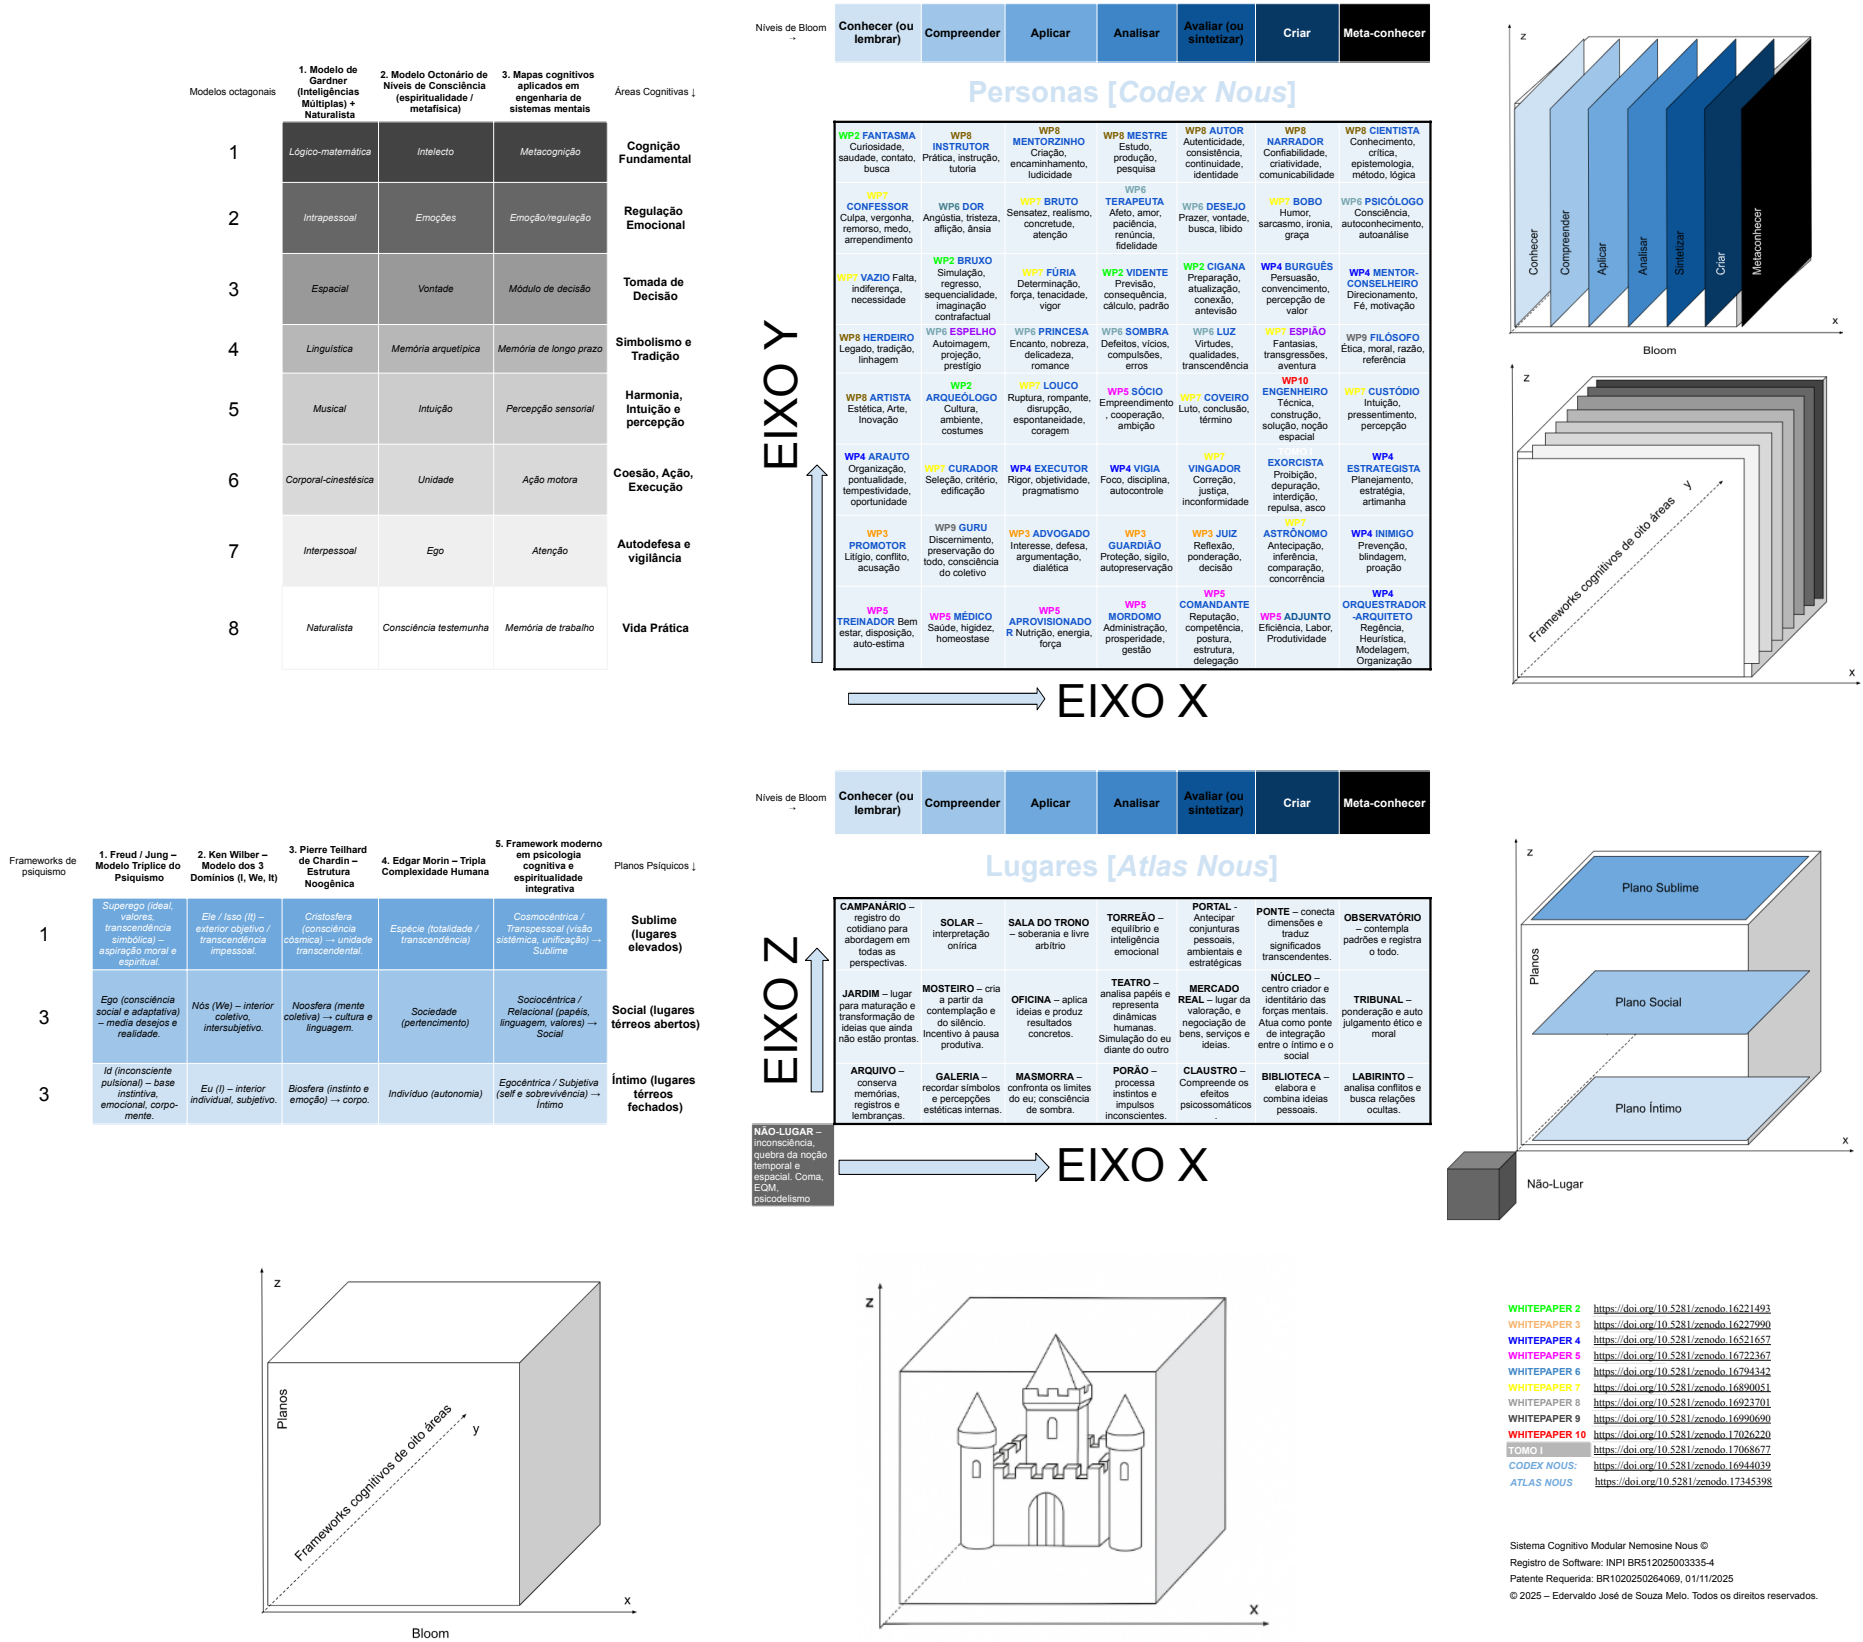 Níveis de Bloom
→
Conhecer (ou
lembrar)
Compreender
Aplicar
Analisar
Avaliar (ou
sintetizar)
Criar
Meta-conhecer
Modelos octagonais
1. Modelo de
Gardner
(Inteligências
Múltiplas) +
Naturalista
2. Modelo Octonário de
Níveis de Consciência
(espiritualidade /
metafísica)
3. Mapas cognitivos
aplicados em
engenharia de
sistemas mentais
Áreas Cognitivas ↓
1
Lógico-matemática
Intelecto
Metacognição
Cognição
Fundamental
2
Intrapessoal
Emoções
Emoção/regulação
Regulação
Emocional
3
Espacial
Vontade
Módulo de decisão
Tomada de
Decisão
4
Linguística
Memória arquetípica
Memória de longo prazo
Simbolismo e
Tradição
5
Musical
Intuição
Percepção sensorial
Harmonia,
Intuição e
percepção
6
Corporal-cinestésica
Unidade
Ação motora
Coesão, Ação,
Execução
7
Interpessoal
Ego
Atenção
Autodefesa e
vigilância
8
Naturalista
Consciência testemunha
Memória de trabalho
Vida Prática
Personas [Codex Nous]
WP2 FANTASMA
Curiosidade,
saudade, contato,
busca
WP8
INSTRUTOR
Prática, instrução,
tutoria
WP8
MENTORZINHO
Criação,
encaminhamento,
ludicidade
WP8 MESTRE
Estudo,
produção,
pesquisa
WP8 AUTOR
Autenticidade,
consistência,
continuidade,
identidade
WP8
NARRADOR
Confiabilidade,
criatividade,
comunicabilidade
WP8 CIENTISTA
Conhecimento,
crítica,
epistemologia,
método, lógica
WP7
CONFESSOR
Culpa, vergonha,
remorso, medo,
arrependimento
WP6 DOR
Angústia, tristeza,
aflição, ânsia
WP7 BRUTO
Sensatez, realismo,
concretude,
atenção
WP6
TERAPEUTA
Afeto, amor,
paciência,
renúncia,
fidelidade
WP6 DESEJO
Prazer, vontade,
busca, libido
WP7 BOBO
Humor,
sarcasmo, ironia,
graça
WP6 PSICÓLOGO
Consciência,
autoconhecimento,
autoanálise
WP7 VAZIO Falta,
indiferença,
necessidade
WP2 BRUXO
Simulação,
regresso,
sequencialidade,
imaginação
contrafactual
WP7 FÚRIA
Determinação,
força, tenacidade,
vigor
WP2 VIDENTE
Previsão,
consequência,
cálculo, padrão
WP2 CIGANA
Preparação,
atualização,
conexão,
antevisão
WP4 BURGUÊS
Persuasão,
convencimento,
percepção de
valor
WP4 MENTOR-
CONSELHEIRO
Direcionamento,
Fé, motivação
WP8 HERDEIRO
Legado, tradição,
linhagem
WP6 ESPELHO
Autoimagem,
projeção,
prestígio
WP6 PRINCESA
Encanto, nobreza,
delicadeza,
romance
WP6 SOMBRA
Defeitos, vícios,
compulsões,
erros
WP6 LUZ
Virtudes,
qualidades,
transcendência
WP7 ESPIÃO
Fantasias,
transgressões,
aventura
WP9 FILÓSOFO
Ética, moral, razão,
referência
WP8 ARTISTA
Estética, Arte,
Inovação
WP2
ARQUEÓLOGO
Cultura,
ambiente,
costumes
WP7 LOUCO
Ruptura, rompante,
disrupção,
espontaneidade,
coragem
WP5 SÓCIO
Empreendimento
, cooperação,
ambição
WP7 COVEIRO
Luto, conclusão,
término
WP10
ENGENHEIRO
Técnica,
construção,
solução, noção
espacial
WP7 CUSTÓDIO
Intuição,
pressentimento,
percepção
WP4 ARAUTO
Organização,
pontualidade,
tempestividade,
oportunidade
WP7 CURADOR
Seleção, critério,
edificação
WP4 EXECUTOR
Rigor, objetividade,
pragmatismo
WP4 VIGIA
Foco, disciplina,
autocontrole
WP7
VINGADOR
Correção,
justiça,
inconformidade
EXORCISTA
Proibição,
depuração,
interdição,
repulsa, asco
WP4
ESTRATEGISTA
Planejamento,
estratégia,
artimanha
WP3
PROMOTOR
Litígio, conflito,
acusação
WP9 GURU
Discernimento,
preservação do
todo, consciência
do coletivo
WP3 ADVOGADO
Interesse, defesa,
argumentação,
dialética
WP3
GUARDIÃO
Proteção, sigilo,
autopreservação
WP3 JUIZ
Reflexão,
ponderação,
decisão
WP7
ASTRÔNOMO
Antecipação,
inferência,
comparação,
concorrência
WP4 INIMIGO
Prevenção,
blindagem,
proação
WP5
TREINADOR Bem
estar, disposição,
auto-estima
WP5 MÉDICO
Saúde, higidez,
homeostase
WP5
APROVISIONADO
R Nutrição, energia,
força
WP5
MORDOMO
Administração,
prosperidade,
gestão
WP5
COMANDANTE
Reputação,
competência,
postura,
estrutura,
delegação
WP5 ADJUNTO
Eficiência, Labor,
Produtividade
WP4
ORQUESTRADOR
-ARQUITETO
Regência,
Heurística,
Modelagem,
Organização
EIXO Y
EIXO X
z
Conhecer
Compreender
Aplicar
Analisar
Sintetizar
Criar
Metaconhecer
x
Bloom
z
y
Frameworks cognitivos de oito áreas
x
Níveis de Bloom
→
Conhecer (ou
lembrar)
Compreender
Aplicar
Analisar
Avaliar (ou
sintetizar)
Criar
Meta-conhecer
Frameworks de
psiquismo
1. Freud / Jung –
Modelo Tríplice do
Psiquismo
2. Ken Wilber –
Modelo dos 3
Domínios (I, We, It)
3. Pierre Teilhard
de Chardin –
Estrutura
Noogênica
4. Edgar Morin – Tripla
Complexidade Humana
5. Framework moderno
em psicologia
cognitiva e
espiritualidade
integrativa
Planos Psíquicos ↓
1
Superego (ideal,
valores,
transcendência
simbólica) –
aspiração moral e
espiritual.
Ele / Isso (It) –
exterior objetivo /
transcendência
impessoal.
Cristosfera
(consciência
cósmica) → unidade
transcendental.
Espécie (totalidade /
transcendência)
Cosmocêntrica /
Transpessoal (visão
sistêmica, unificação) →
Sublime
Sublime
(lugares
elevados)
3
Ego (consciência
social e adaptativa)
– media desejos e
realidade.
Nós (We) – interior
coletivo,
intersubjetivo.
Noosfera (mente
coletiva) → cultura e
linguagem.
Sociedade
(pertencimento)
Sociocêntrica /
Relacional (papéis,
linguagem, valores) →
Social
Social (lugares
térreos abertos)
3
Id (inconsciente
pulsional) – base
instintiva,
emocional, corpo-
mente.
Eu (I) – interior
individual, subjetivo.
Biosfera (instinto e
emoção) → corpo.
Indivíduo (autonomia)
Egocêntrica / Subjetiva
(self e sobrevivência) →
Íntimo
Íntimo (lugares
térreos
fechados)
Lugares [Atlas Nous]
CAMPANÁRIO –
registro do
cotidiano para
abordagem em
todas as
perspectivas.
SOLAR –
interpretação
onírica
SALA DO TRONO
– soberania e livre
arbítrio
TORREÃO –
equilíbrio e
inteligência
emocional
PORTAL -
Antecipar
conjunturas
pessoais,
ambientais e
estratégicas
PONTE – conecta
dimensões e
traduz
significados
transcendentes.
OBSERVATÓRIO
– contempla
padrões e registra
o todo.
JARDIM – lugar
para maturação e
transformação de
ideias que ainda
não estão prontas.
MOSTEIRO – cria
a partir da
contemplação e
do silêncio.
Incentivo à pausa
produtiva.
OFICINA – aplica
ideias e produz
resultados
concretos.
TEATRO –
analisa papéis e
representa
dinâmicas
humanas.
Simulação do eu
diante do outro
MERCADO
REAL – lugar da
valoração, e
negociação de
bens, serviços e
ideias.
NÚCLEO –
centro criador e
identitário das
forças mentais.
Atua como ponte
de integração
entre o íntimo e o
social
TRIBUNAL –
ponderação e auto
julgamento ético e
moral
ARQUIVO –
conserva
memórias,
registros e
lembranças.
GALERIA –
recordar símbolos
e percepções
estéticas internas.
MASMORRA –
confronta os limites
do eu; consciência
de sombra.
PORÃO –
processa
instintos e
impulsos
inconscientes.
CLAUSTRO –
Compreende os
efeitos
psicossomáticos
.
BIBLIOTECA –
elabora e
combina ideias
pessoais.
LABIRINTO –
analisa conflitos e
busca relações
ocultas.
NÃO-LUGAR –
inconsciência,
quebra da noção
temporal e
espacial. Coma,
EQM,
psicodelismo
EIXO Z
EIXO X
z
Plano Sublime
Planos
Plano Social
Plano Íntimo
x
Não-Lugar
z
Planos
Frameworks cognitivos de oito áreas
y
x
Bloom
z
x
WHITEPAPER 2 https://doi.org/10.5281/zenodo.16221493
WHITEPAPER 3 https://doi.org/10.5281/zenodo.16227990
WHITEPAPER 4 https://doi.org/10.5281/zenodo.16521657
WHITEPAPER 5 https://doi.org/10.5281/zenodo.16722367
WHITEPAPER 6 https://doi.org/10.5281/zenodo.16794342
WHITEPAPER 7 https://doi.org/10.5281/zenodo.16890051
WHITEPAPER 8 https://doi.org/10.5281/zenodo.16923701
WHITEPAPER 9 https://doi.org/10.5281/zenodo.16990690
WHITEPAPER 10 https://doi.org/10.5281/zenodo.17026220
TOMO I https://doi.org/10.5281/zenodo.17068677
CODEX NOUS: https://doi.org/10.5281/zenodo.16944039
ATLAS NOUS https://doi.org/10.5281/zenodo.17345398
Sistema Cognitivo Modular Nemosine Nous ©
Registro de Software: INPI BR512025003335-4
Patente Requerida: BR1020250264069, 01/11/2025
© 2025 – Edervaldo José de Souza Melo. Todos os direitos reservados.